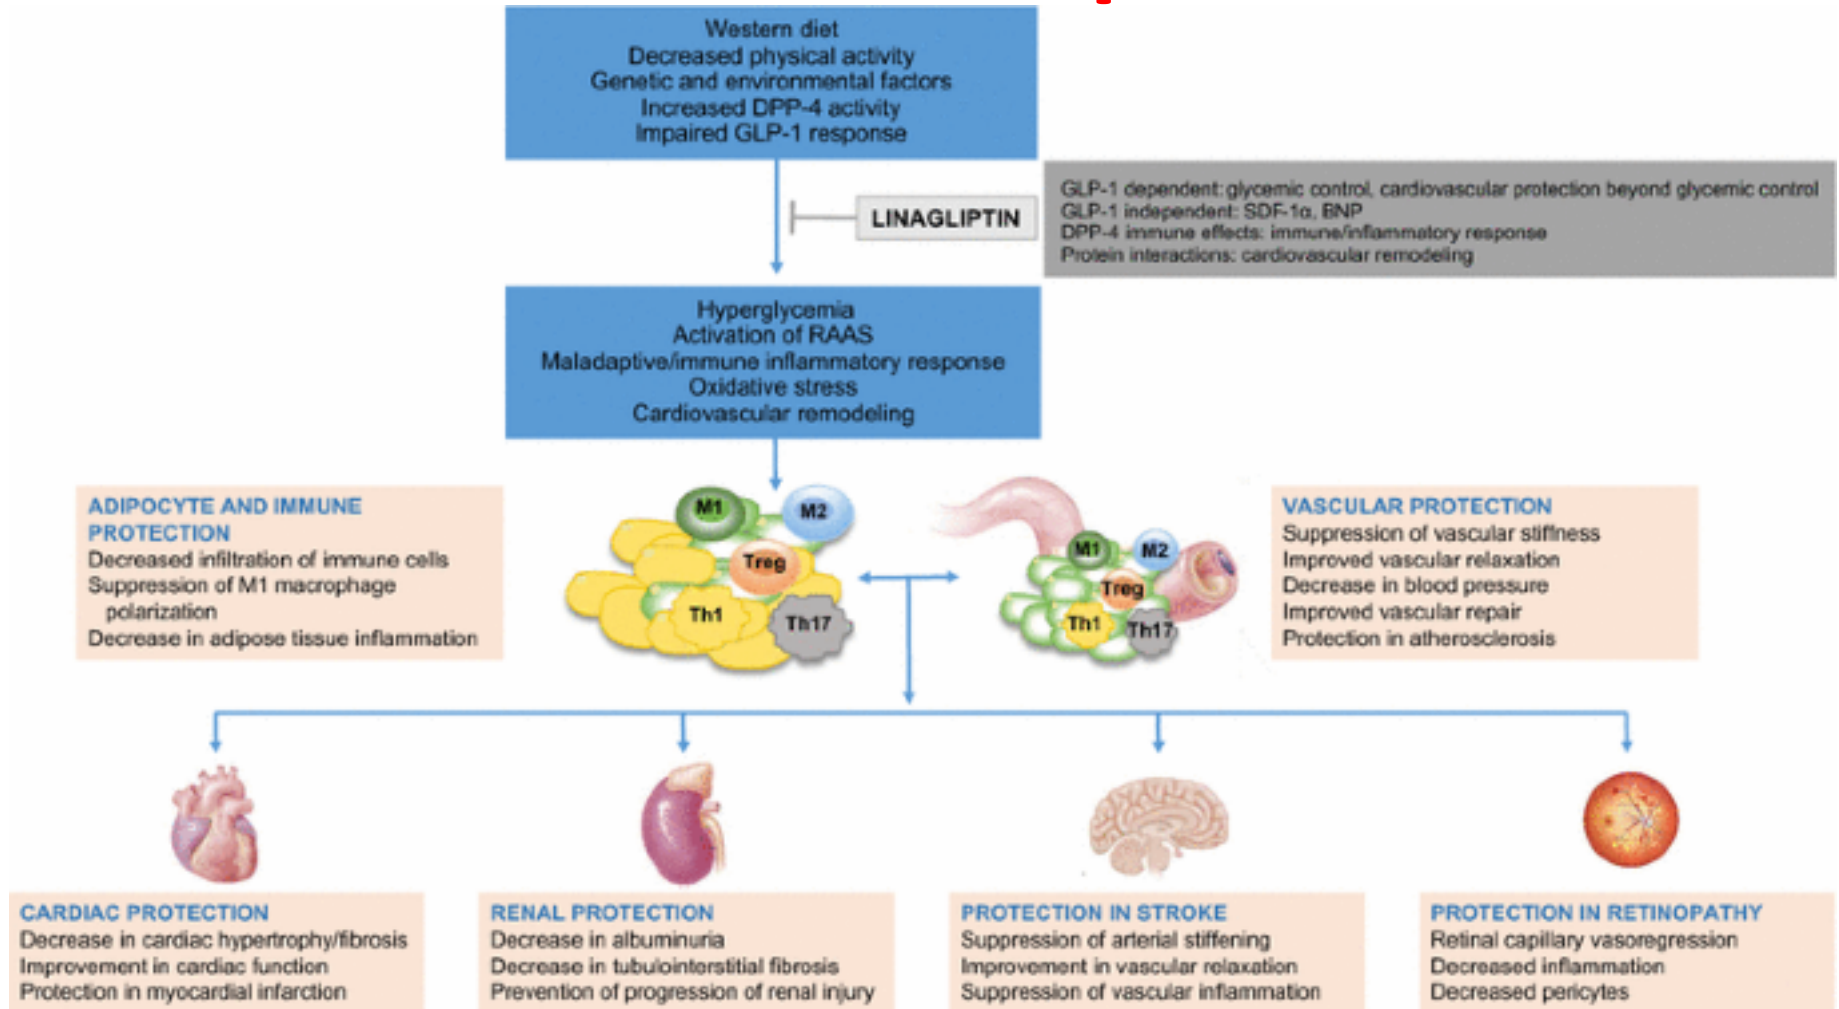 Western diet
Decreased physical activity
Genetic and environmental factors
Increased DPP-4 activity
Impaired GLP-1 response
LINAGLIPTIN
GLP-1 dependent: glycemic control, cardiovascular protection beyond glycemic control
GLP-1 independent: SDF-1α, BNP
DPP-4 immune effects: immune/inflammatory response
Protein interactions: cardiovascular remodeling
Hyperglycemia
Activation of RAAS
Maladaptive/immune inflammatory response
Oxidative stress
Cardiovascular remodeling
ADIPOCYTE AND IMMUNE
PROTECTION
Decreased infiltration of immune cells
Suppression of M1 macrophage
polarization
Decrease in adipose tissue inflammation
M1
M2
Treg
Th1
Th17
M1
M2
Treg
Th1
Th17
VASCULAR PROTECTION
Suppression of vascular stiffness
Improved vascular relaxation
Decrease in blood pressure
Improved vascular repair
Protection in atherosclerosis
CARDIAC PROTECTION
Decrease in cardiac hypertrophy/fibrosis
Improvement in cardiac function
Protection in myocardial infarction
RENAL PROTECTION
Decrease in albuminuria
Decrease in tubulointerstitial fibrosis
Prevention of progression of renal injury
PROTECTION IN STROKE
Suppression of arterial stiffening
Improvement in vascular relaxation
Suppression of vascular inflammation
PROTECTION IN RETINOPATHY
Retinal capillary vasoregression
Decreased inflammation
Decreased pericytes